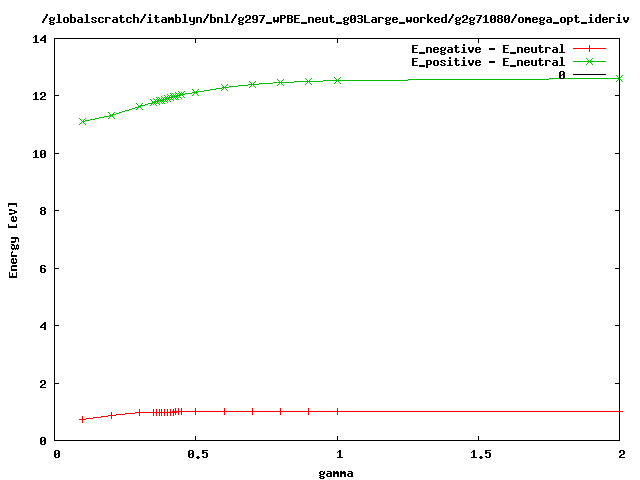 /globalscratch/itamblyn/bnl/g297_wPBE_neut_g03Large_worked/g2g71080/omega_opt_ideriv
E_negative - E_neutral
E_positive - E_neutral
0
14
12
10
8
6
4
2
0
Energy [eV]
0
0.5
1
1.5
2
gamma